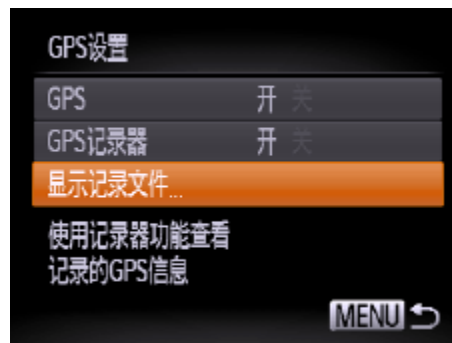 GPS设置
GPS 开 关
GPS记录器 开 关
显示记录文件...
使用记录器功能查看
记录的GPS信息
MENU